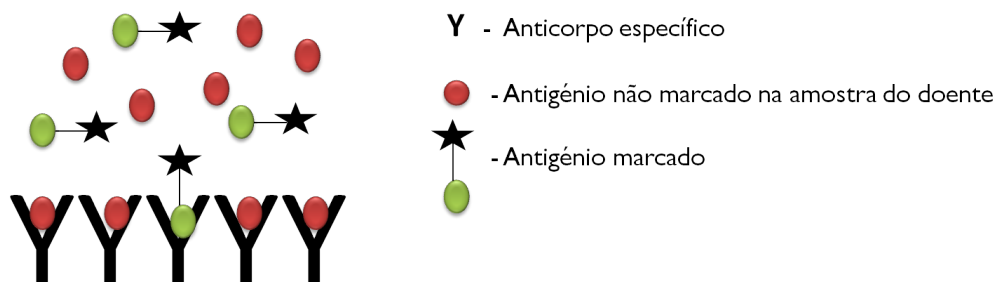 Y - Anticorpo específico
- Antigénio não marcado na amostra do doente
- Antigénio marcado